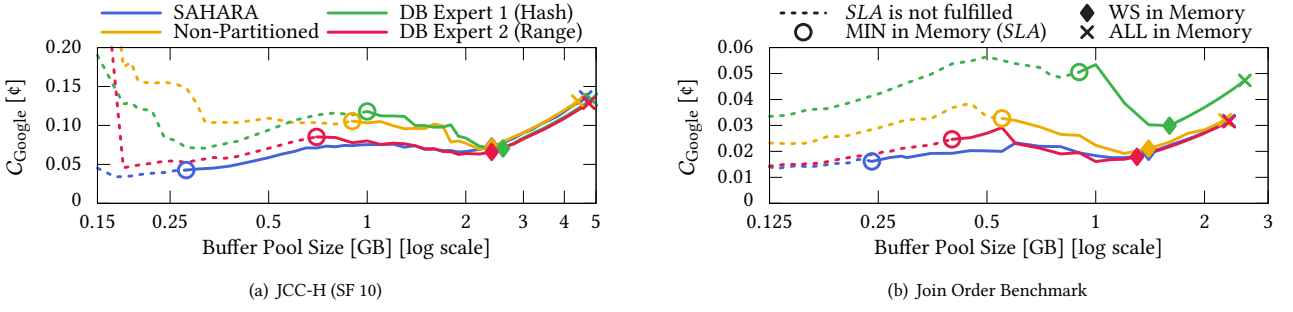 SAHARA
DB Expert 1 (Hash)
Non-Partitioned
DB Expert 2 (Range)
SLA is not fulfilled
WS in Memory
MIN in Memory (SLA)
ALL in Memory
C_Google [¢]
0.20
0.15
0.10
0.05
0
0.15 0.25 0.5 1 2 3 4 5
Buffer Pool Size [GB] [log scale]
(a) JCC-H (SF 10)
C_Google [¢]
0.06
0.05
0.04
0.03
0.02
0.01
0
0.125 0.25 0.5 1 2 3
Buffer Pool Size [GB] [log scale]
(b) Join Order Benchmark